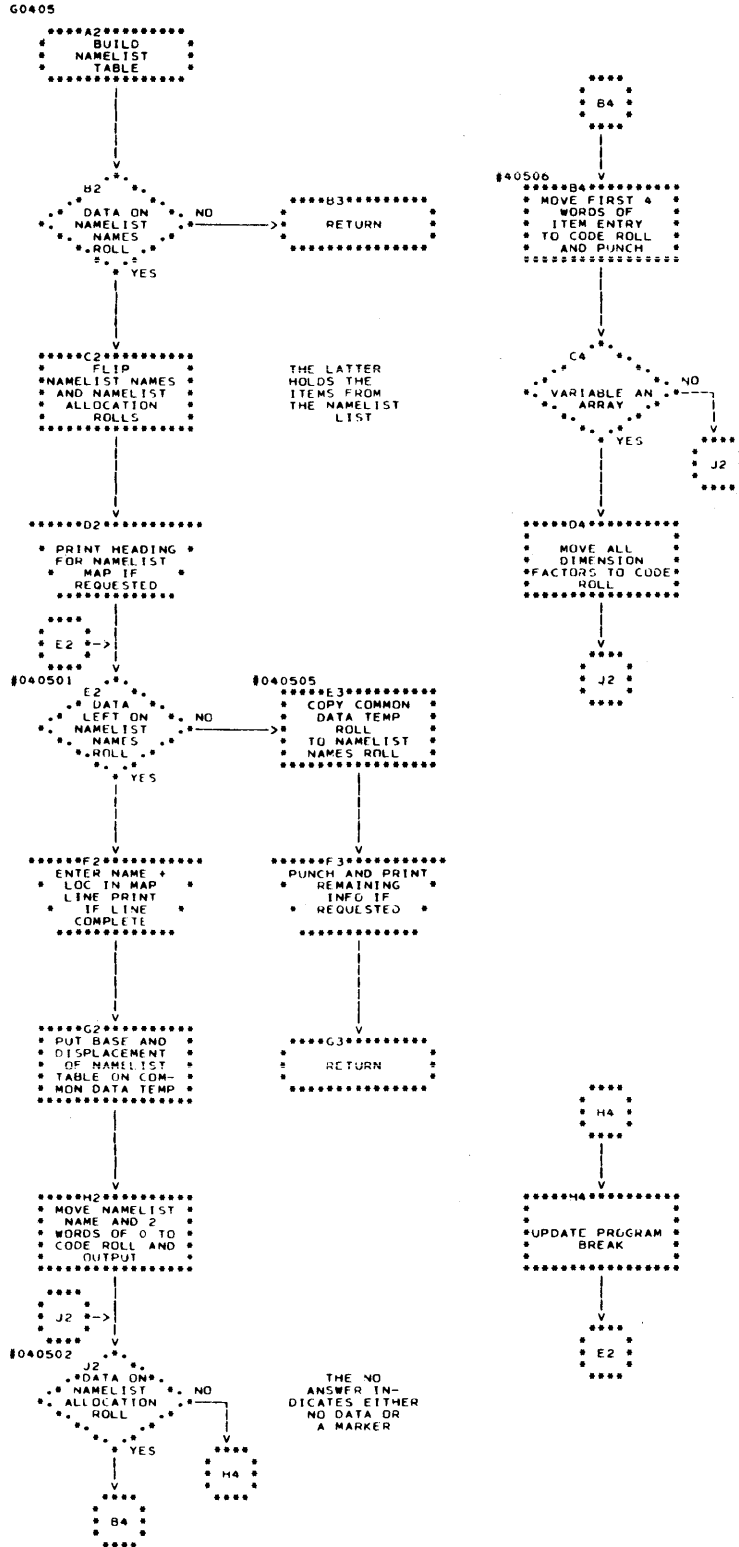 G0405
A2
BUILD
NAMELIST
TABLE
B2
DATA ON
NAMELIST
NAMES
ROLL
NO
YES
B3
RETURN
C2
FLIP
NAMELIST NAMES
AND NAMELIST
ALLOCATION
ROLLS
THE LATTER
HOLDS THE
ITEMS FROM
THE NAMELIST
LIST
D2
PRINT HEADING
FOR NAMELIST
MAP IF
REQUESTED
E2
#040501
E2
DATA
LEFT ON
NAMELIST
NAMES
ROLL
NO
YES
#040505
E3
COPY COMMON
DATA TEMP
ROLL
TO NAMELIST
NAMES ROLL
F2
ENTER NAME +
LOC IN MAP
LINE PRINT
IF LINE
COMPLETE
F3
PUNCH AND PRINT
REMAINING
INFO IF
REQUESTED
G2
PUT BASE AND
DISPLACEMENT
OF NAMELIST
TABLE ON COM-
MON DATA TEMP
G3
RETURN
H2
MOVE NAMELIST
NAME AND 2
WORDS OF 0 TO
CODE ROLL AND
OUTPUT
J2
#040502
J2
DATA ON
NAMELIST
ALLOCATION
ROLL
NO
YES
H4
B4
THE NO
ANSWER IN-
DICATES EITHER
NO DATA OR
A MARKER
B4
#40506
B4
MOVE FIRST 4
WORDS OF
ITEM ENTRY
TO CODE ROLL
AND PUNCH
C4
VARIABLE AN
ARRAY
NO
YES
J2
D4
MOVE ALL
DIMENSION
FACTORS TO CODE
ROLL
J2
H4
H4
UPDATE PROGRAM
BREAK
E2